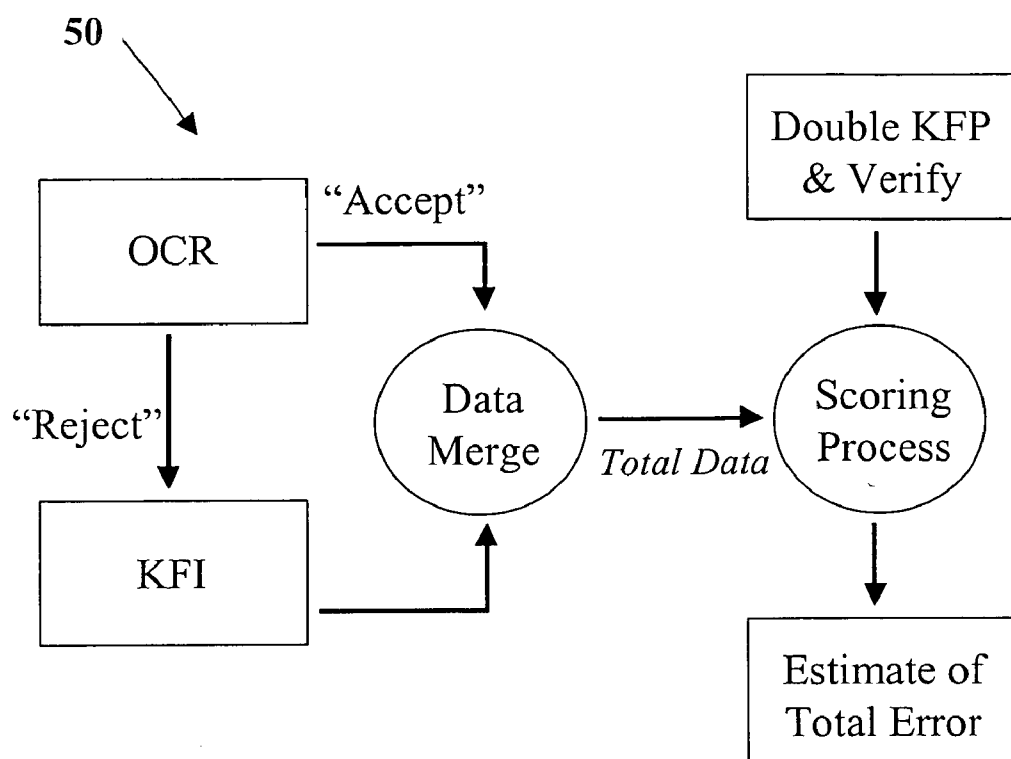 50
OCR
“Accept”
“Reject”
KFI
Data
Merge
Total Data
Double KFP
& Verify
Scoring
Process
Estimate of
Total Error